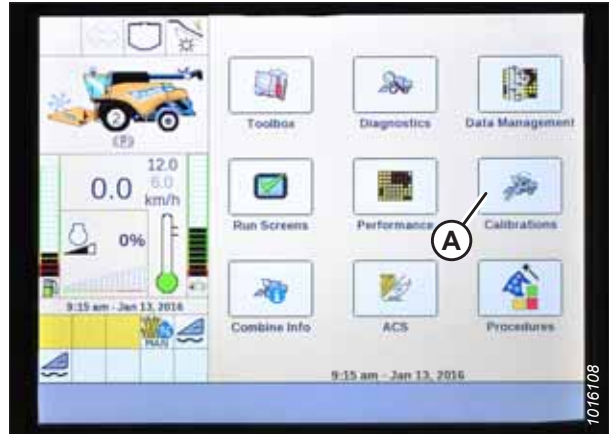 Toolbox
Diagnostics
Data Management
2
(P)
12.0
6.0
0.0
km/h
Run Screens
Performance
Calibrations
A
0%
9:15 am - Jan 13, 2016
MAN
Combine Info
ACS
Procedures
9:15 am - Jan 13, 2016
1016108